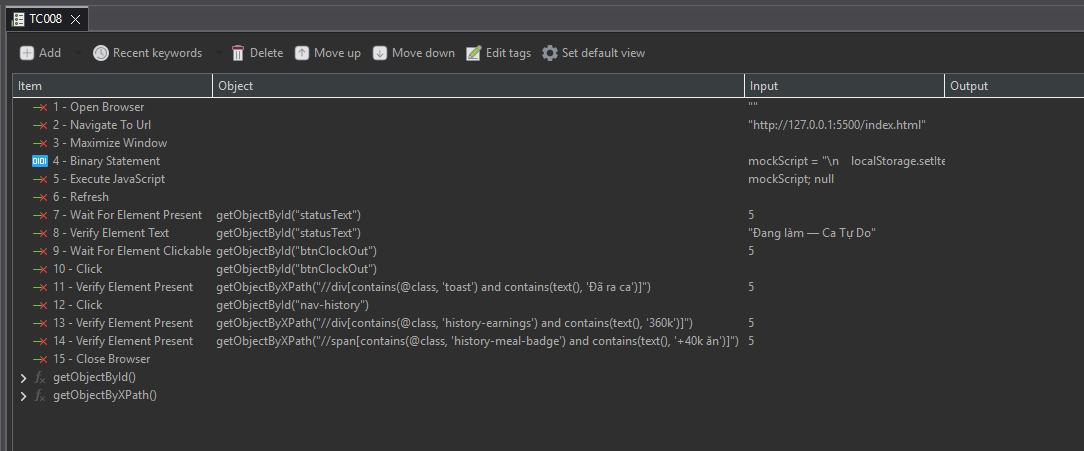 TC008
Add Recent keywords Delete Move up Move down Edit tags Set default view
Item Object Input Output
1 - Open Browser ""
2 - Navigate To Url "http://127.0.0.1:5500/index.html"
3 - Maximize Window
4 - Binary Statement mockScript = "\n localStorage.setIte
5 - Execute JavaScript mockScript; null
6 - Refresh
7 - Wait For Element Present getObjectById("statusText") 5
8 - Verify Element Text getObjectById("statusText") "Đang làm — Ca Tự Do"
9 - Wait For Element Clickable getObjectById("btnClockOut") 5
10 - Click getObjectById("btnClockOut")
11 - Verify Element Present getObjectByXPath("//div[contains(@class, 'toast') and contains(text(), 'Đã ra ca')]") 5
12 - Click getObjectById("nav-history")
13 - Verify Element Present getObjectByXPath("//div[contains(@class, 'history-earnings') and contains(text(), '360k')]") 5
14 - Verify Element Present getObjectByXPath("//span[contains(@class, 'history-meal-badge') and contains(text(), '+40k ăn')]") 5
15 - Close Browser
fx getObjectById()
fx getObjectByXPath()